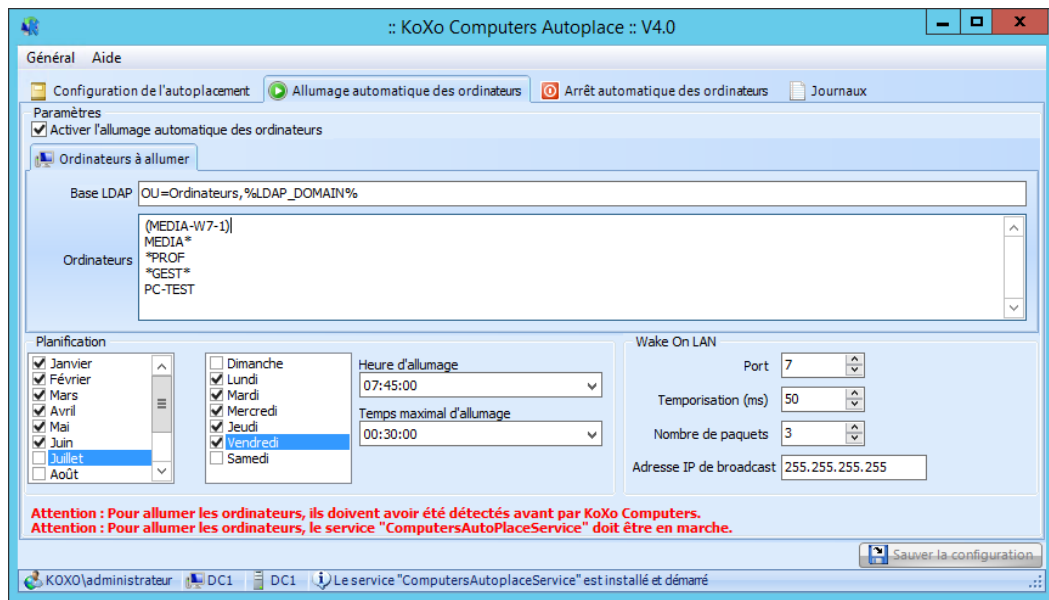 :: KoXo Computers Autoplace :: V4.0
Général Aide
Configuration de l'autoplacement Allumage automatique des ordinateurs Arrêt automatique des ordinateurs Journaux
Paramètres
Activer l'allumage automatique des ordinateurs
Ordinateurs à allumer
Base LDAP OU=Ordinateurs,%LDAP_DOMAIN%
Ordinateurs
(MEDIA-W7-1)
MEDIA*
*PROF
*GEST*
PC-TEST
Planification
Janvier
Février
Mars
Avril
Mai
Juin
Juillet
Août
Dimanche
Lundi
Mardi
Mercredi
Jeudi
Vendredi
Samedi
Heure d'allumage
07:45:00
Temps maximal d'allumage
00:30:00
Wake On LAN
Port 7
Temporisation (ms) 50
Nombre de paquets 3
Adresse IP de broadcast 255.255.255.255
Attention : Pour allumer les ordinateurs, ils doivent avoir été détectés avant par KoXo Computers.
Attention : Pour allumer les ordinateurs, le service "ComputersAutoPlaceService" doit être en marche.
Sauver la configuration
KOXO\administrateur DC1 DC1 Le service "ComputersAutoplaceService" est installé et démarré